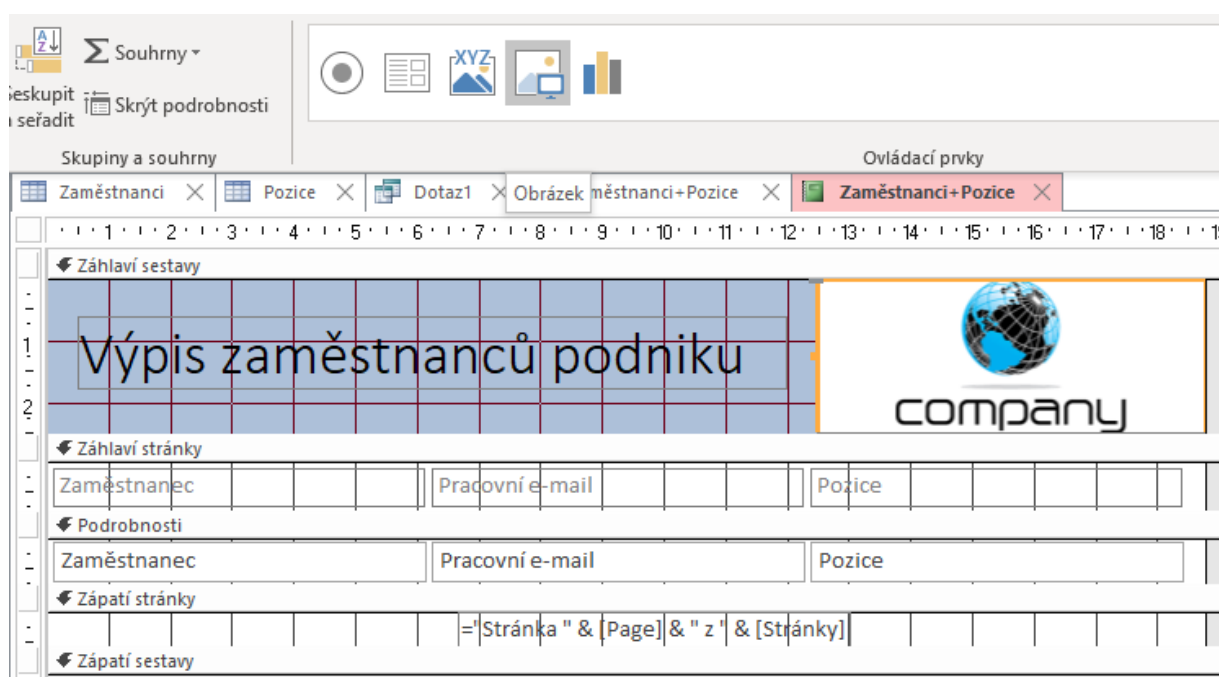 Souhrny
eskupit
seřadit
Skrýt podrobnosti
XYZ
Skupiny a souhrny
Ovládací prvky
Zaměstnanci
Pozice
Dotaz1
Obrázek
městnanci+Pozice
Zaměstnanci+Pozice
1 2 3 4 5 6 7 8 9 10 11 12 13 14 15 16 17 18
Záhlaví sestavy
1
Výpis zaměstnanců podniku
2
company
Záhlaví stránky
Zaměstnanec Pracovní e-mail Pozice
Podrobnosti
Zaměstnanec Pracovní e-mail Pozice
Zápatí stránky
="Stránka " & [Page] & " z " & [Stránky]
Zápatí sestavy